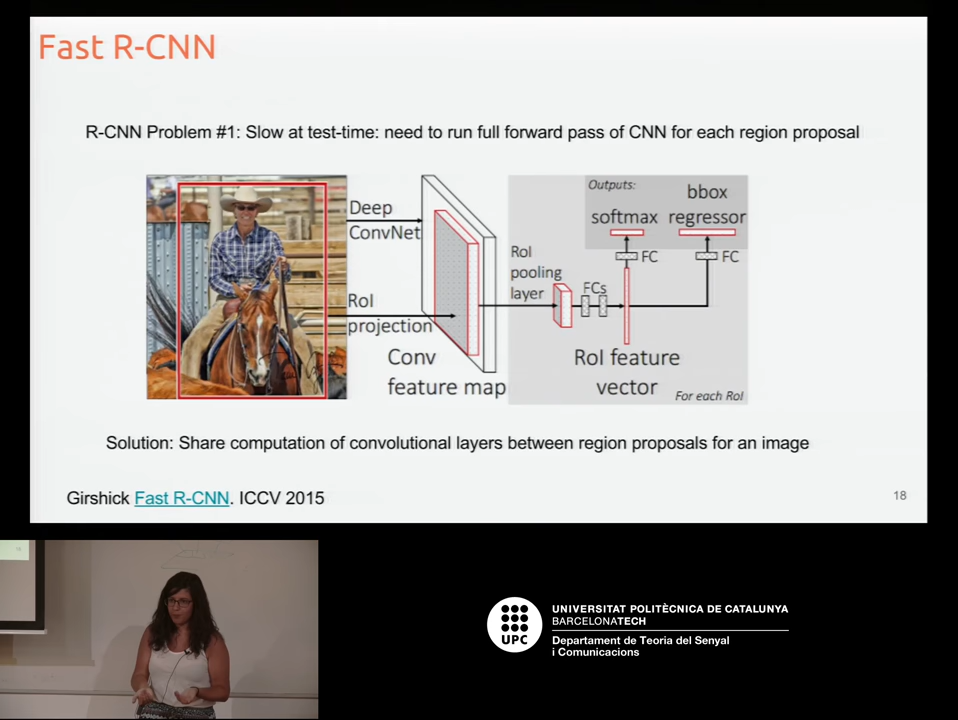 Fast R-CNN
R-CNN Problem #1: Slow at test-time: need to run full forward pass of CNN for each region proposal
Deep
ConvNet
RoI
projection
Conv
feature map
RoI
pooling
layer
FCs
RoI feature
vector
Outputs:
softmax
bbox
regressor
FC
FC
For each RoI
Solution: Share computation of convolutional layers between region proposals for an image
Girshick Fast R-CNN. ICCV 2015
18
UPC
UNIVERSITAT POLITÈCNICA DE CATALUNYA
BARCELONATECH
Departament de Teoria del Senyal
i Comunicacions